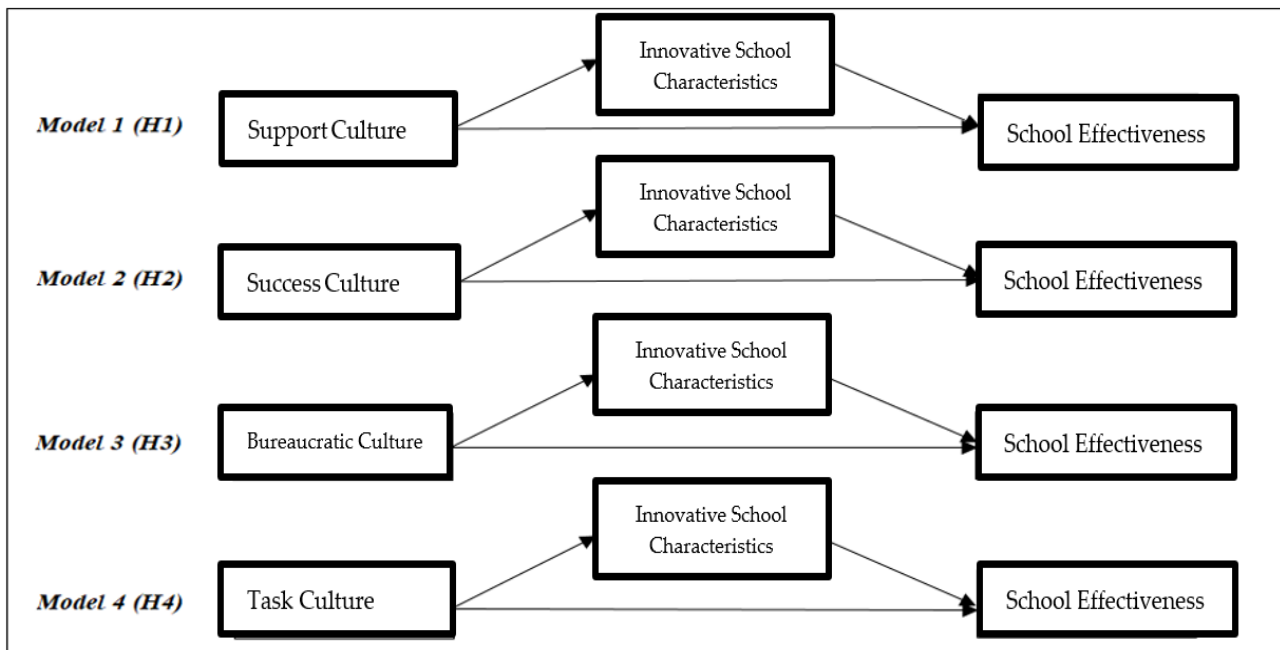 Innovative School
Characteristics
Model 1 (H1)
Support Culture
School Effectiveness
Innovative School
Characteristics
Model 2 (H2)
Success Culture
School Effectiveness
Innovative School
Characteristics
Model 3 (H3)
Bureaucratic Culture
School Effectiveness
Innovative School
Characteristics
Model 4 (H4)
Task Culture
School Effectiveness